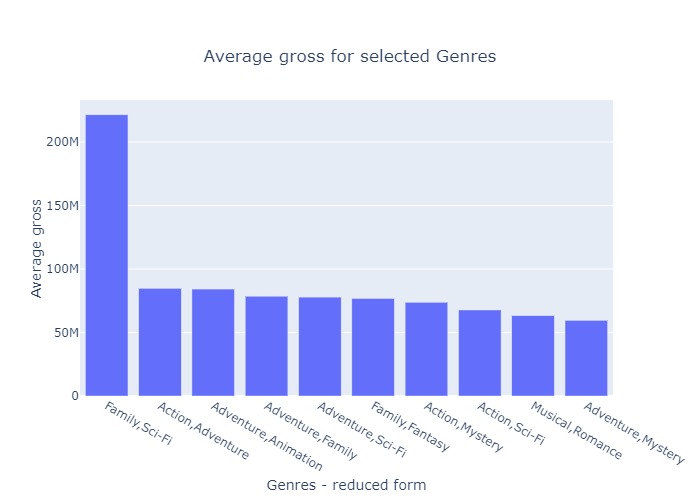 Average gross for selected Genres
Average gross
200M
150M
100M
50M
0
Family,Sci-Fi
Action,Adventure
Adventure,Animation
Adventure,Family
Adventure,Sci-Fi
Family,Fantasy
Action,Mystery
Action,Sci-Fi
Musical,Romance
Adventure,Mystery
Genres - reduced form